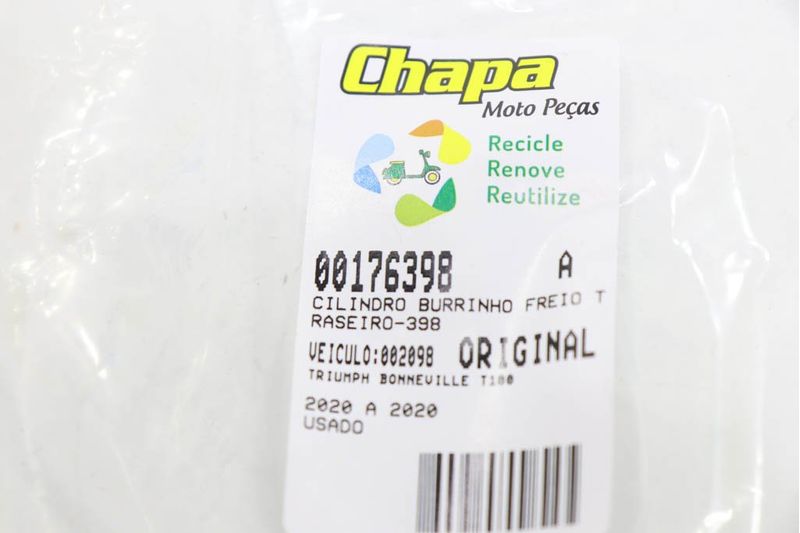 Chapa
Moto Peças
Recicle
Renove
Reutilize
00176398 A
CILINDRO BURRINHO FREIO T
RASEIRO-398
VEICULO:002098 ORIGINAL
TRIUMPH BONNEVILLE T100
2020 A 2020
USADO